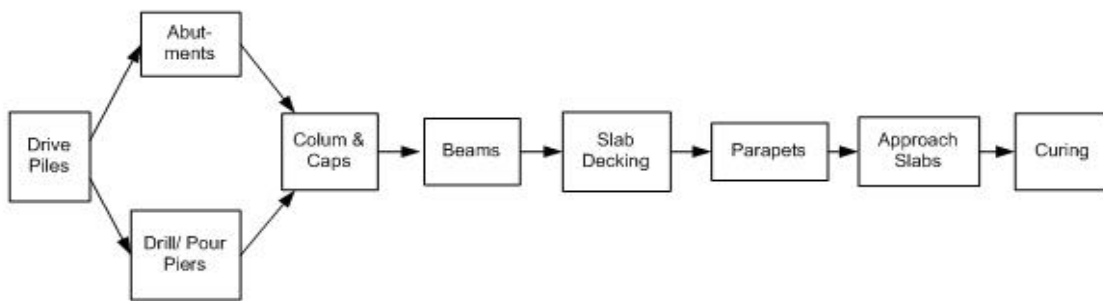 Drive
Piles
Abut-
ments
Drill/ Pour
Piers
Colum &
Caps
Beams
Slab
Decking
Parapets
Approach
Slabs
Curing